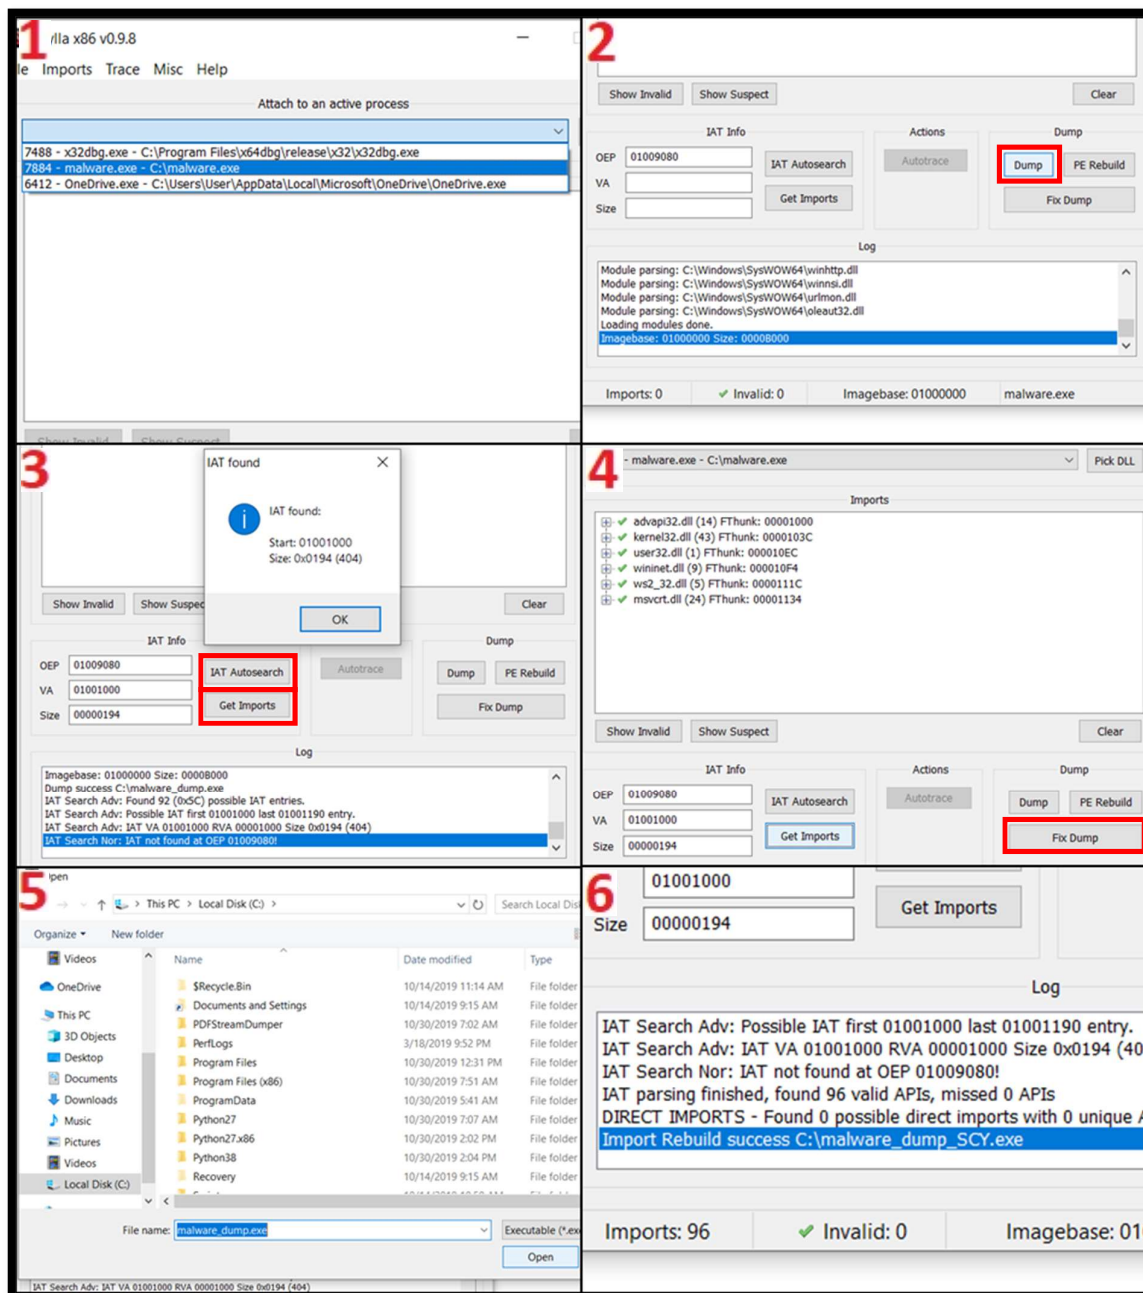 1
ylla x86 v0.9.8
le Imports Trace Misc Help
Attach to an active process
7488 - x32dbg.exe - C:\Program Files\x64dbg\release\x32\x32dbg.exe
7884 - malware.exe - C:\malware.exe
6412 - OneDrive.exe - C:\Users\User\AppData\Local\Microsoft\OneDrive\OneDrive.exe
Show Invalid Show Suspect
2
Show Invalid Show Suspect Clear
IAT Info Actions Dump
OEP 01009080 IAT Autosearch Autotrace Dump PE Rebuild
VA
Get Imports Fix Dump
Size
Log
Module parsing: C:\Windows\SysWOW64\winhttp.dll
Module parsing: C:\Windows\SysWOW64\winnsi.dll
Module parsing: C:\Windows\SysWOW64\urlmon.dll
Module parsing: C:\Windows\SysWOW64\oleaut32.dll
Loading modules done.
Imagebase: 01000000 Size: 0000B000
Imports: 0 Invalid: 0 Imagebase: 01000000 malware.exe
3
IAT found
IAT found:
Start: 01001000
Size: 0x0194 (404)
OK
Show Invalid Show Suspec Clear
IAT Info Dump
OEP 01009080 IAT Autosearch Autotrace Dump PE Rebuild
VA 01001000
Get Imports Fix Dump
Size 00000194
Log
Imagebase: 01000000 Size: 0000B000
Dump success C:\malware_dump.exe
IAT Search Adv: Found 92 (0x5C) possible IAT entries.
IAT Search Adv: Possible IAT first 01001000 last 01001190 entry.
IAT Search Adv: IAT VA 01001000 RVA 00001000 Size 0x0194 (404)
IAT Search Nor: IAT not found at OEP 01009080!
4
- malware.exe - C:\malware.exe Pick DLL
Imports
advapi32.dll (14) FThunk: 00001000
kernel32.dll (43) FThunk: 0000103C
user32.dll (1) FThunk: 000010EC
wininet.dll (9) FThunk: 000010F4
ws2_32.dll (5) FThunk: 0000111C
msvcrt.dll (24) FThunk: 00001134
Show Invalid Show Suspect Clear
IAT Info Actions Dump
OEP 01009080 IAT Autosearch Autotrace Dump PE Rebuild
VA 01001000
Get Imports Fix Dump
Size 00000194
5
pen
This PC > Local Disk (C:) > Search Local Dis
Organize New folder
Name Date modified Type
Videos
OneDrive
This PC
3D Objects
Desktop
Documents
Downloads
Music
Pictures
Videos
Local Disk (C:)
$Recycle.Bin 10/14/2019 11:14 AM File folder
Documents and Settings 10/14/2019 9:15 AM File folder
PDFStreamDumper 10/30/2019 7:02 AM File folder
PerfLogs 3/18/2019 9:52 PM File folder
Program Files 10/30/2019 12:31 PM File folder
Program Files (x86) 10/30/2019 7:51 AM File folder
ProgramData 10/30/2019 5:41 AM File folder
Python27 10/30/2019 7:07 AM File folder
Python27.x86 10/30/2019 2:02 PM File folder
Python38 10/30/2019 2:04 PM File folder
Recovery 10/14/2019 9:15 AM File folder
File name: malware_dump.exe Executable (*.ex
Open
IAT Search Adv: IAT VA 01001000 RVA 00001000 Size 0x0194 (404)
6
01001000
Get Imports
Size 00000194
Log
IAT Search Adv: Possible IAT first 01001000 last 01001190 entry.
IAT Search Adv: IAT VA 01001000 RVA 00001000 Size 0x0194 (40
IAT Search Nor: IAT not found at OEP 01009080!
IAT parsing finished, found 96 valid APIs, missed 0 APIs
DIRECT IMPORTS - Found 0 possible direct imports with 0 unique A
Import Rebuild success C:\malware_dump_SCY.exe
Imports: 96 Invalid: 0 Imagebase: 01